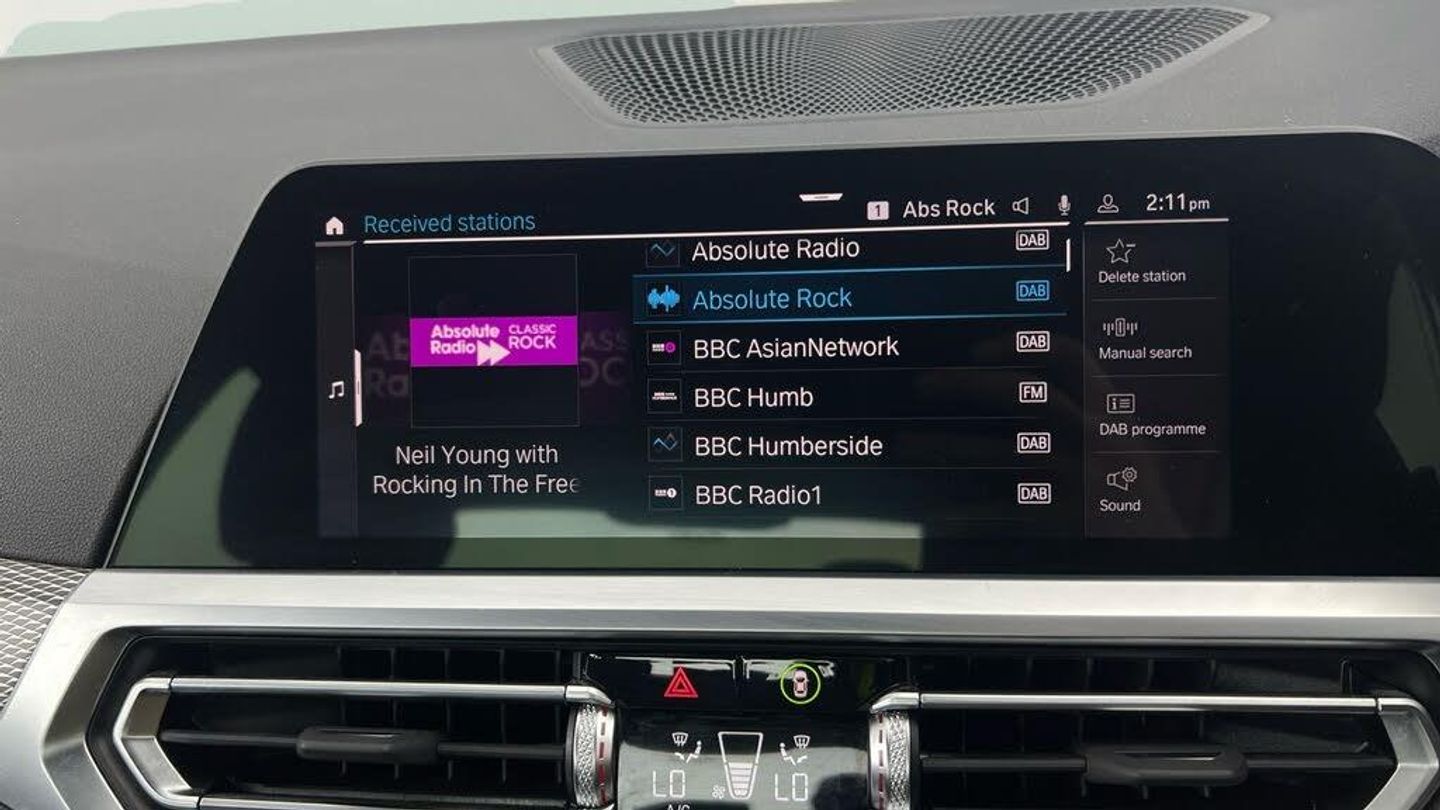 Received stations
1 Abs Rock
2:11pm
Absolute Radio CLASSIC ROCK
Neil Young with
Rocking In The Free
Absolute Radio DAB
Absolute Rock DAB
BBC AsianNetwork DAB
BBC Humb FM
BBC Humberside DAB
BBC Radio1 DAB
Delete station
Manual search
DAB programme
Sound
LO LO
A/C